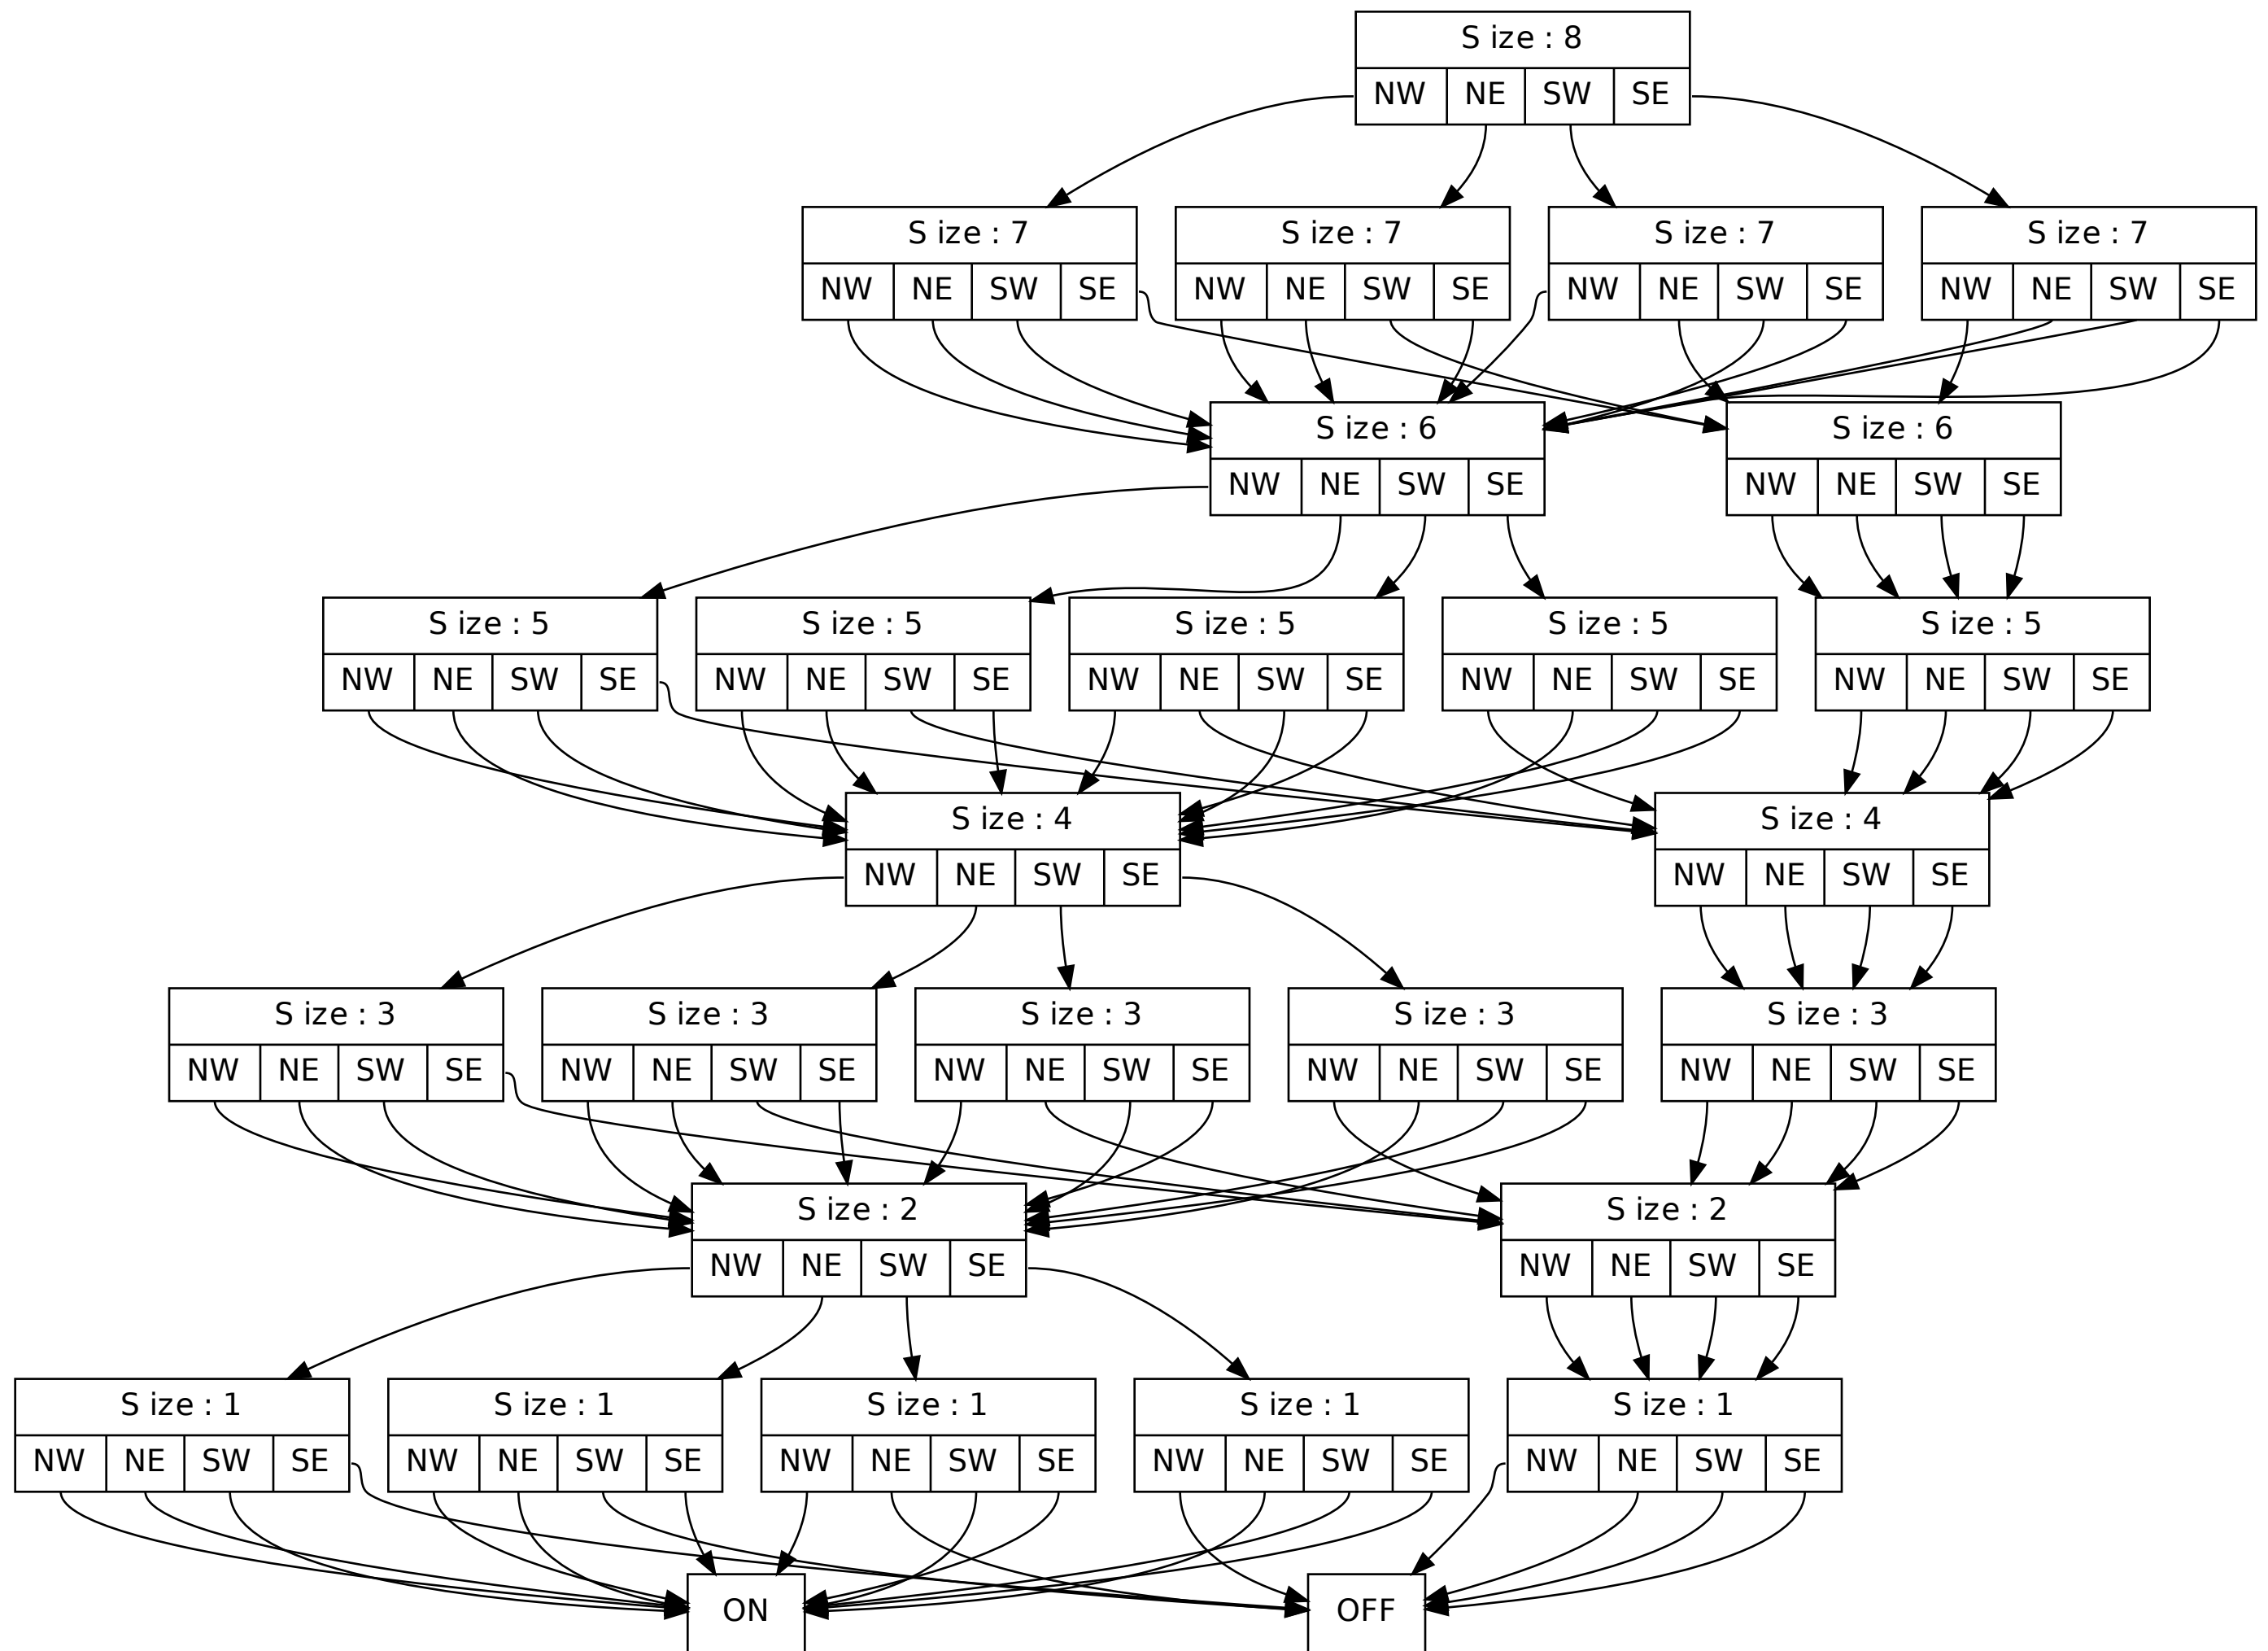 S ize : 8
NW NE SW SE
S ize : 7 S ize : 7 S ize : 7 S ize : 7
NW NE SW SE NW NE SW SE NW NE SW SE NW NE SW SE
S ize : 6 S ize : 6
NW NE SW SE NW NE SW SE
S ize : 5 S ize : 5 S ize : 5 S ize : 5 S ize : 5
NW NE SW SE NW NE SW SE NW NE SW SE NW NE SW SE NW NE SW SE
S ize : 4 S ize : 4
NW NE SW SE NW NE SW SE
S ize : 3 S ize : 3 S ize : 3 S ize : 3 S ize : 3
NW NE SW SE NW NE SW SE NW NE SW SE NW NE SW SE NW NE SW SE
S ize : 2 S ize : 2
NW NE SW SE NW NE SW SE
S ize : 1 S ize : 1 S ize : 1 S ize : 1 S ize : 1
NW NE SW SE NW NE SW SE NW NE SW SE NW NE SW SE NW NE SW SE
ON OFF